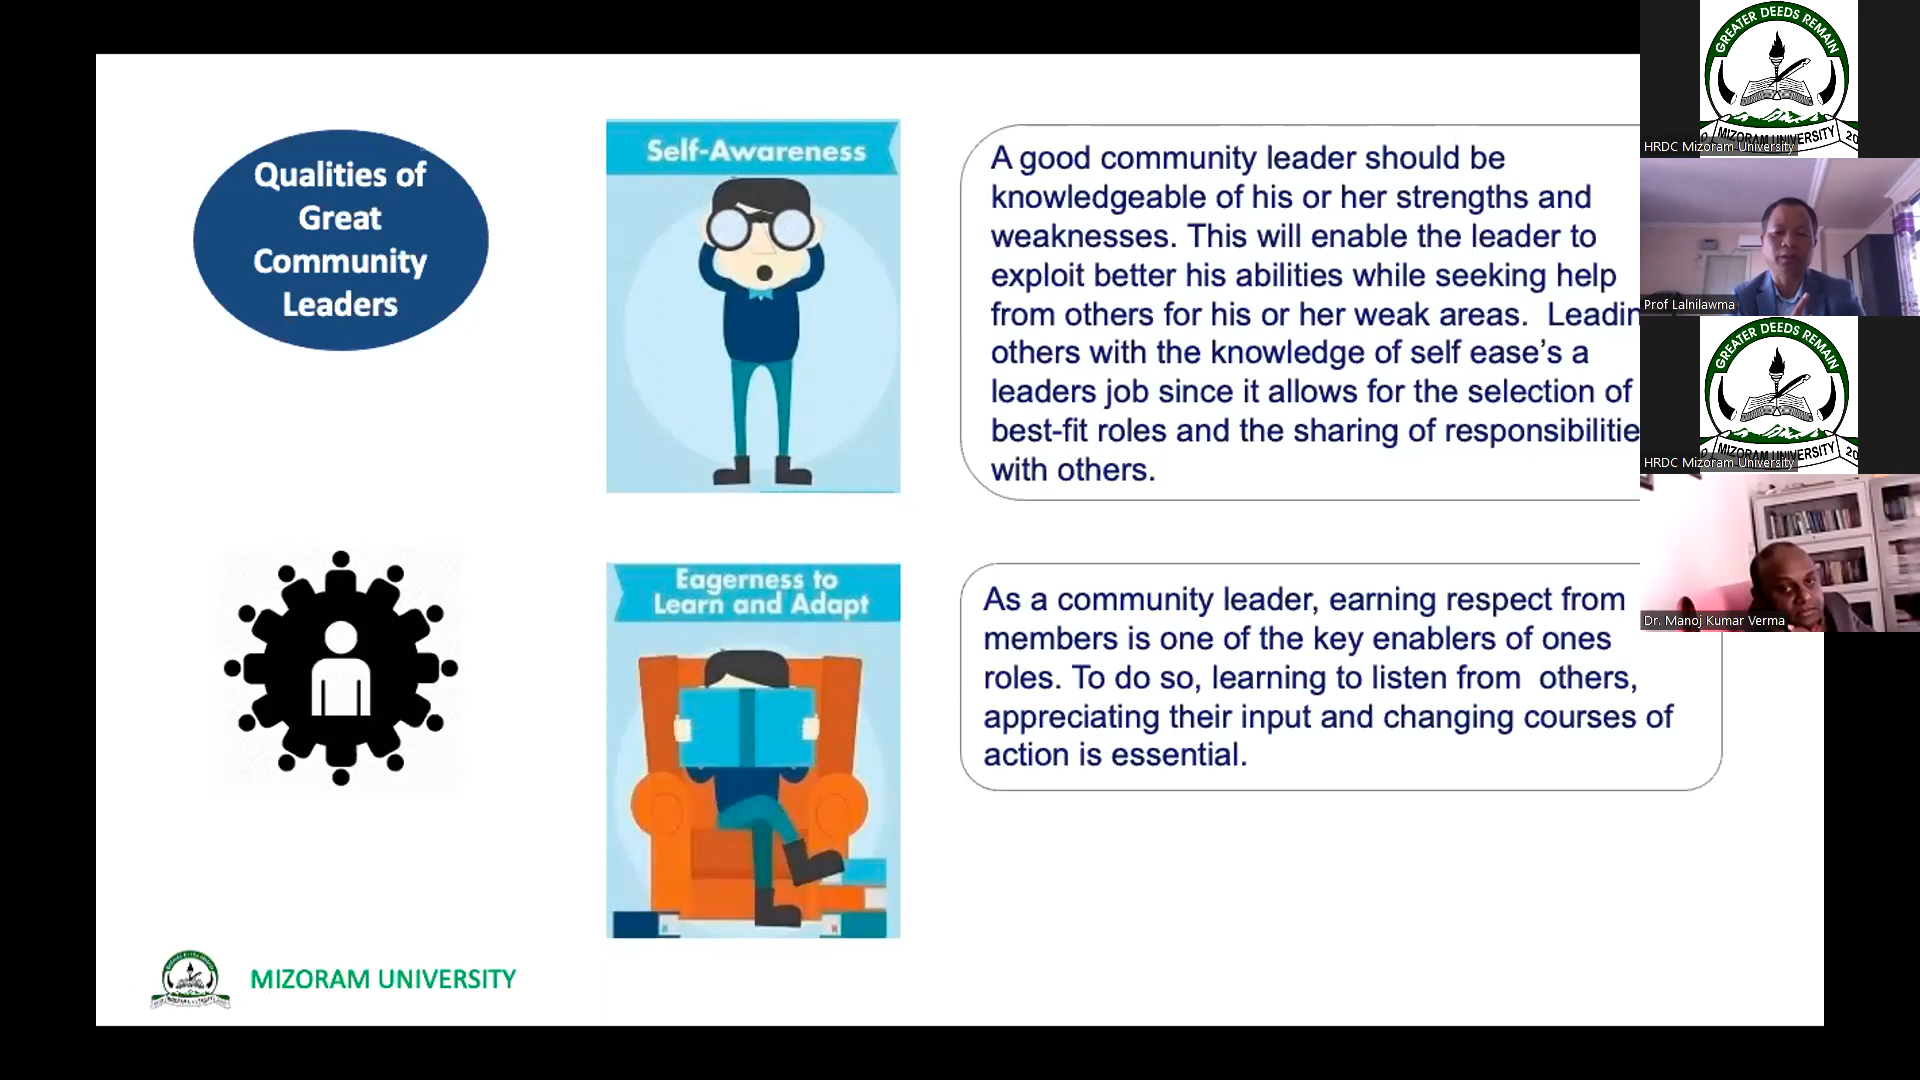 Qualities of
Great
Community
Leaders
Self-Awareness
A good community leader should be
knowledgeable of his or her strengths and
weaknesses. This will enable the leader to
exploit better his abilities while seeking help
from others for his or her weak areas.  Leadin
others with the knowledge of self ease’s a
leaders job since it allows for the selection of
best-fit roles and the sharing of responsibilitie
with others.
Eagerness to
Learn and Adapt
As a community leader, earning respect from
members is one of the key enablers of ones
roles. To do so, learning to listen from  others,
appreciating their input and changing courses of
action is essential.
MIZORAM UNIVERSITY
GREATER DEEDS REMAIN
MIZORAM UNIVERSITY
HRDC Mizoram University
Prof Lalnilawma
GREATER DEEDS REMAIN
MIZORAM UNIVERSITY
HRDC Mizoram University
Dr. Manoj Kumar Verma